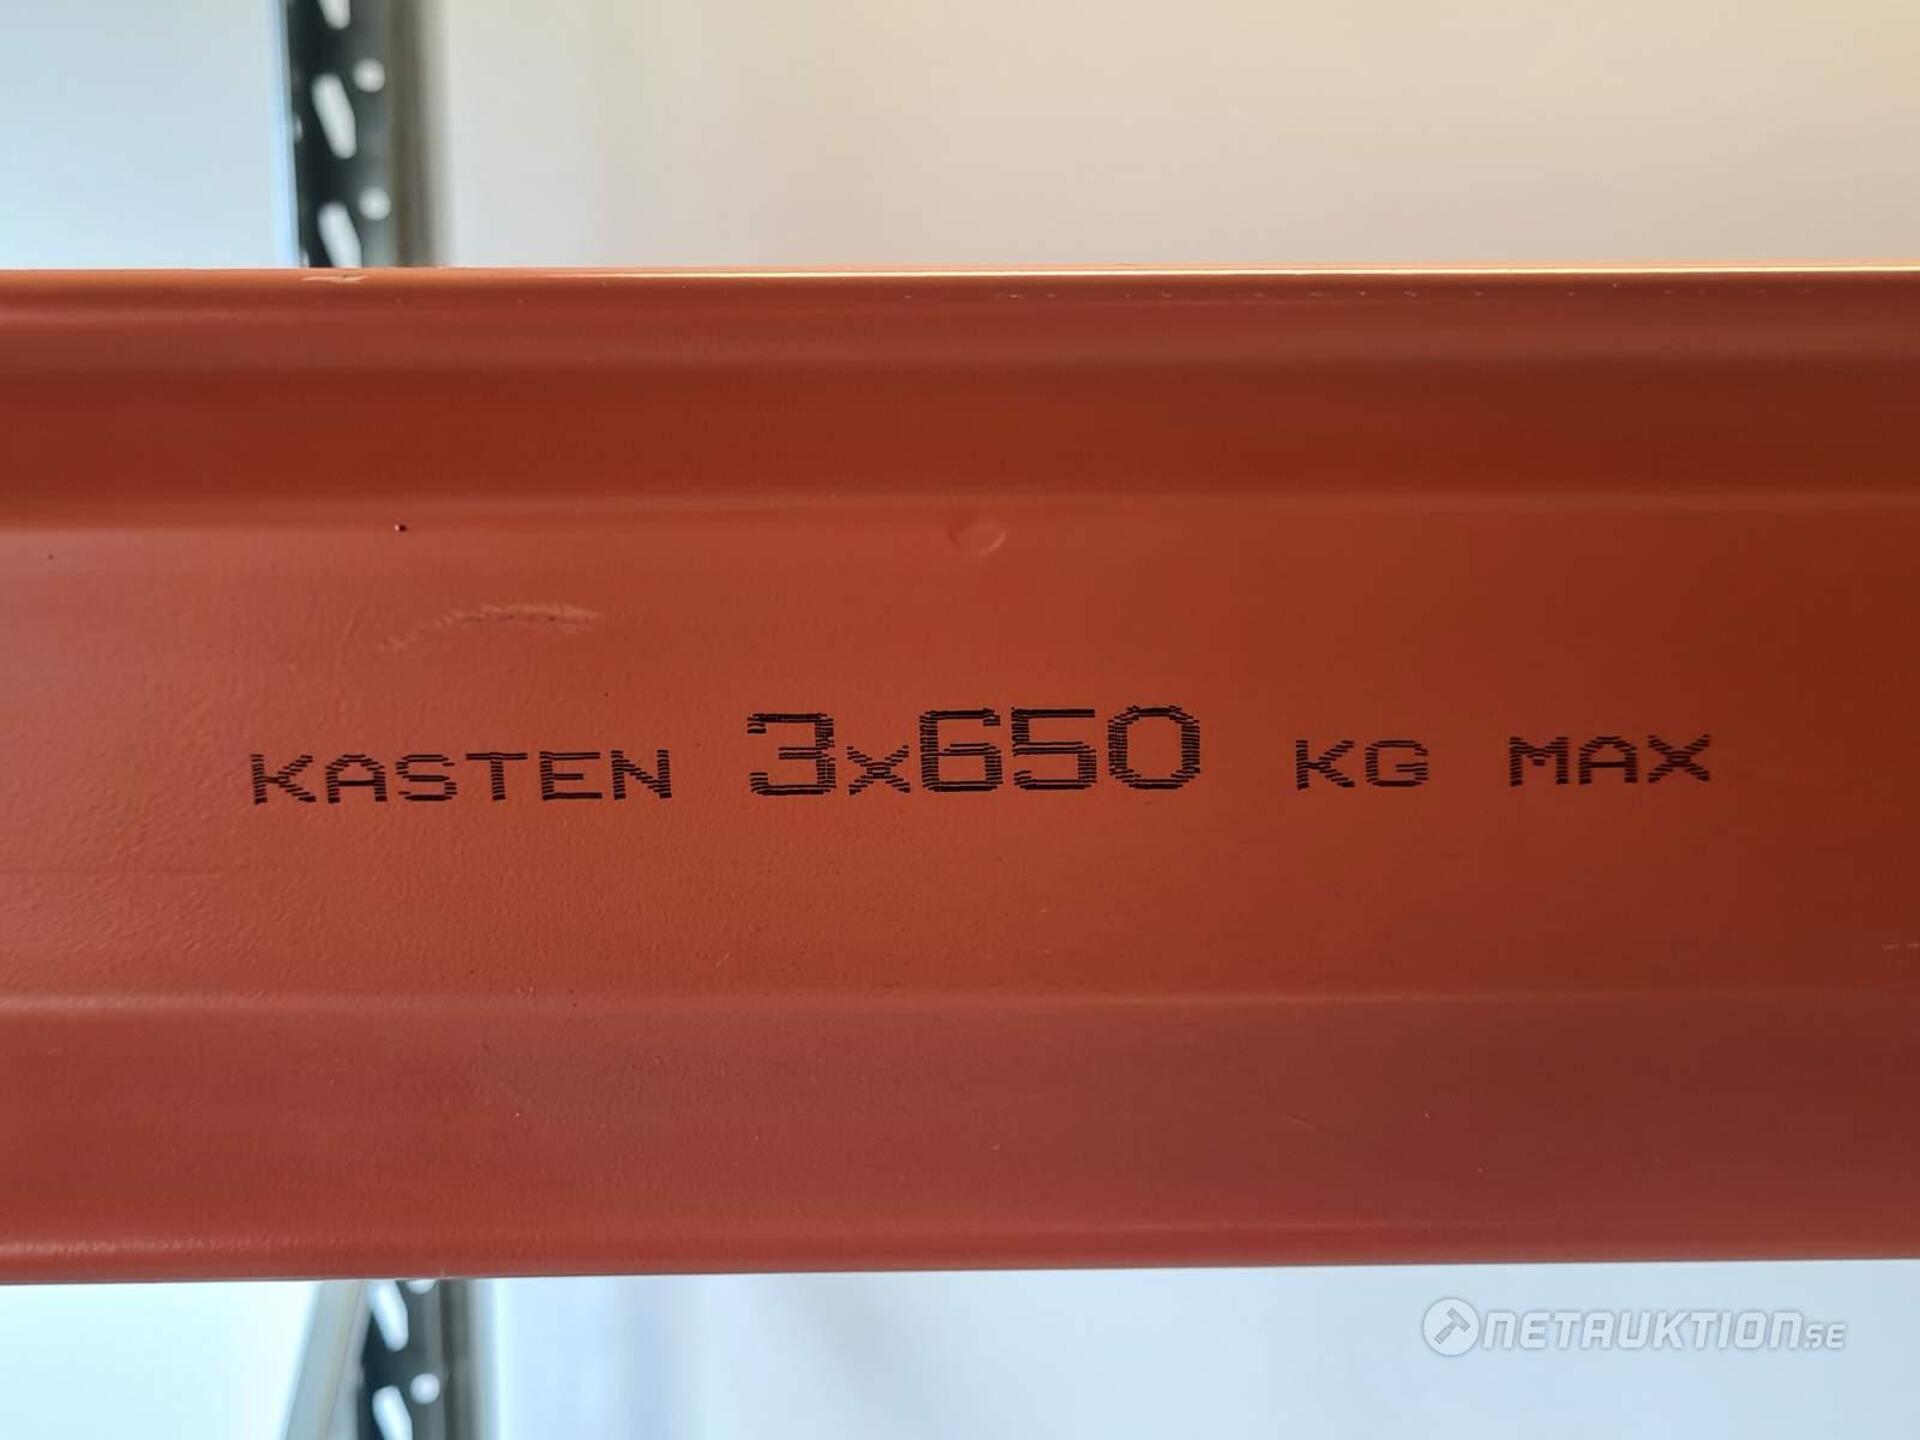 KASTEN 3x650 KG MAX
NETAUKTION.SE